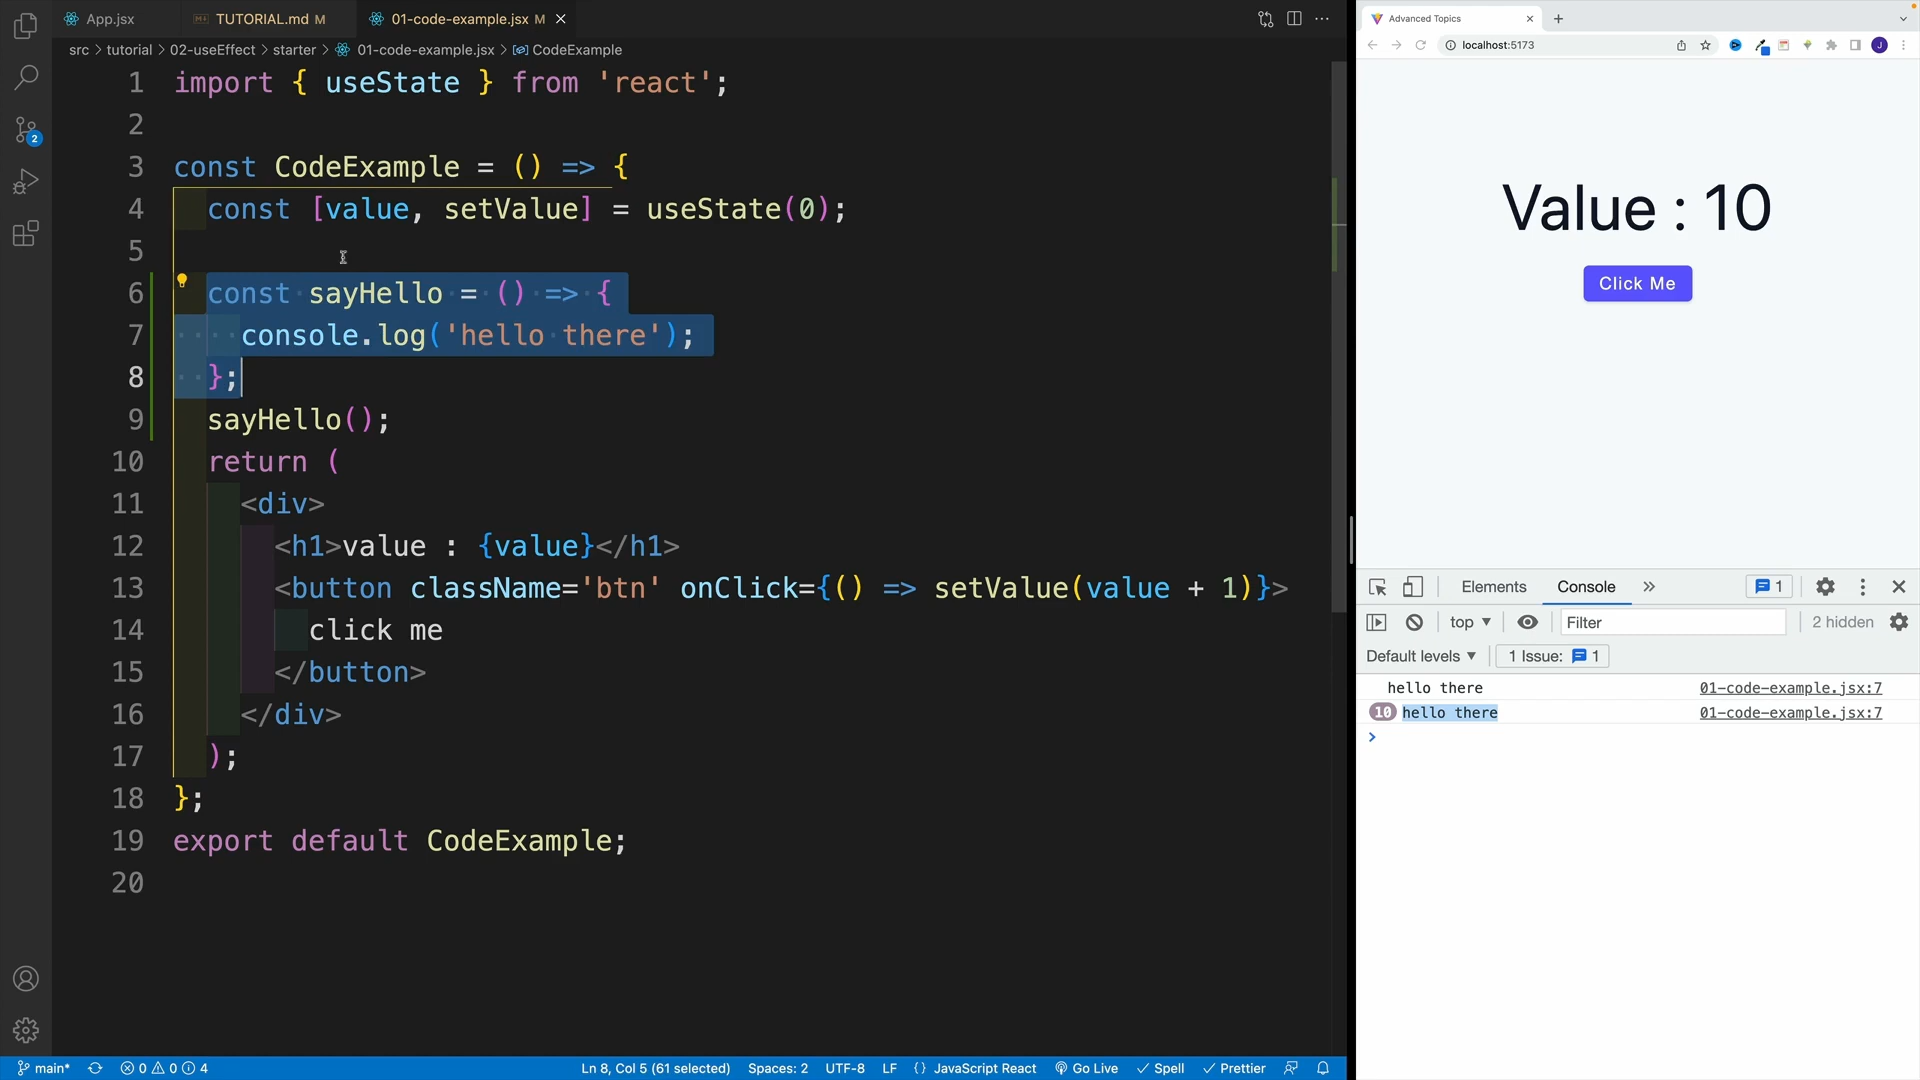 App.jsx
TUTORIAL.md M
01-code-example.jsx M
src > tutorial > 02-useEffect > starter > 01-code-example.jsx > CodeExample
1 import { useState } from 'react';
2
3 const CodeExample = () => {
4 const [value, setValue] = useState(0);
5
6 const sayHello = () => {
7 console.log('hello there');
8 };
9 sayHello();
10 return (
11 <div>
12 <h1>value : {value}</h1>
13 <button className='btn' onClick={() => setValue(value + 1)}>
14 click me
15 </button>
16 </div>
17 );
18 };
19 export default CodeExample;
20
2
main* 0 0 4 Ln 8, Col 5 (61 selected) Spaces: 2 UTF-8 LF {} JavaScript React Go Live Spell Prettier
Advanced Topics
localhost:5173
J
Value : 10
Click Me
Elements Console 1
top Filter 2 hidden
Default levels 1 Issue: 1
hello there 01-code-example.jsx:7
10 hello there 01-code-example.jsx:7